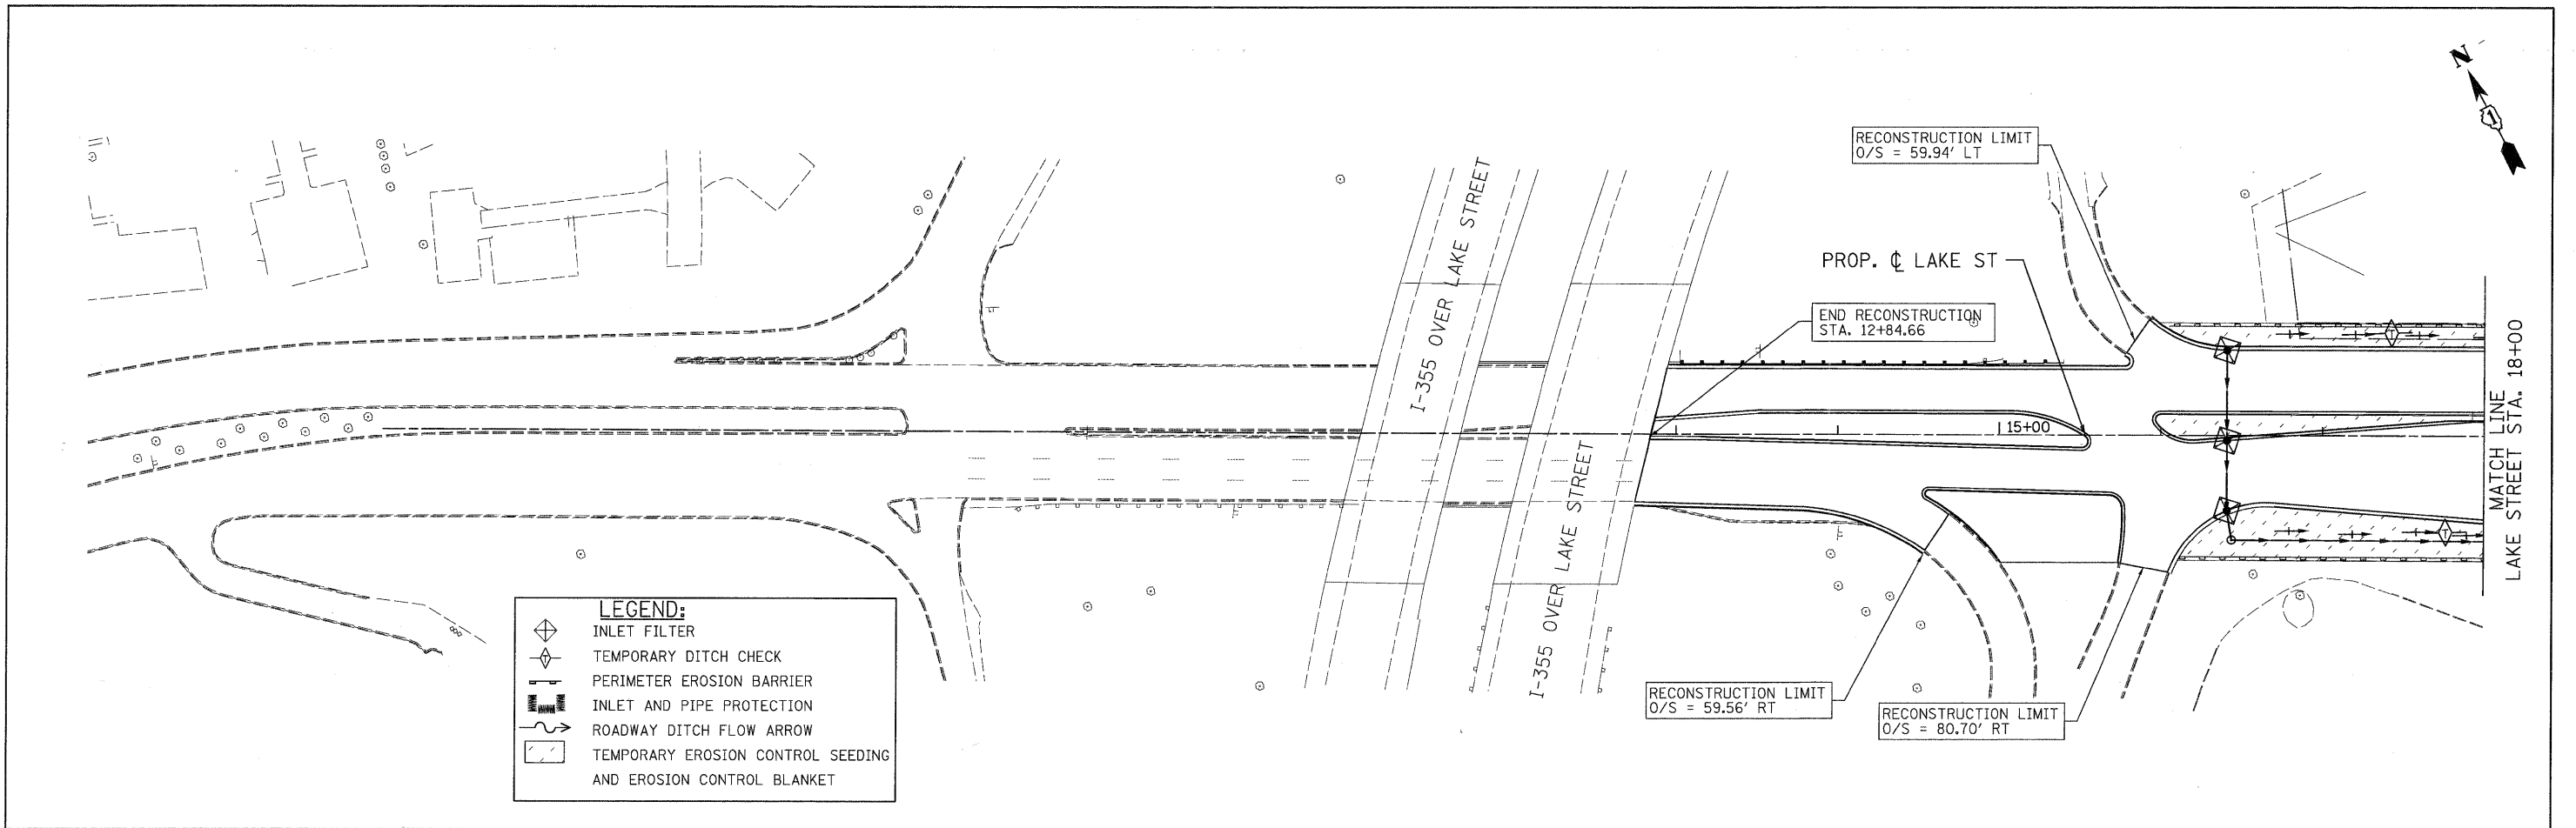 N
1
RECONSTRUCTION LIMIT
O/S = 59.94' LT
I-355 OVER LAKE STREET
PROP. ℄ LAKE ST
END RECONSTRUCTION
STA. 12+84.66
T
15+00
MATCH LINE
LAKE STREET STA. 18+00
I-355 OVER LAKE STREET
T
LEGEND:
INLET FILTER
T TEMPORARY DITCH CHECK
PERIMETER EROSION BARRIER
INLET AND PIPE PROTECTION
ROADWAY DITCH FLOW ARROW
TEMPORARY EROSION CONTROL SEEDING
AND EROSION CONTROL BLANKET
RECONSTRUCTION LIMIT
O/S = 59.56' RT
RECONSTRUCTION LIMIT
O/S = 80.70' RT